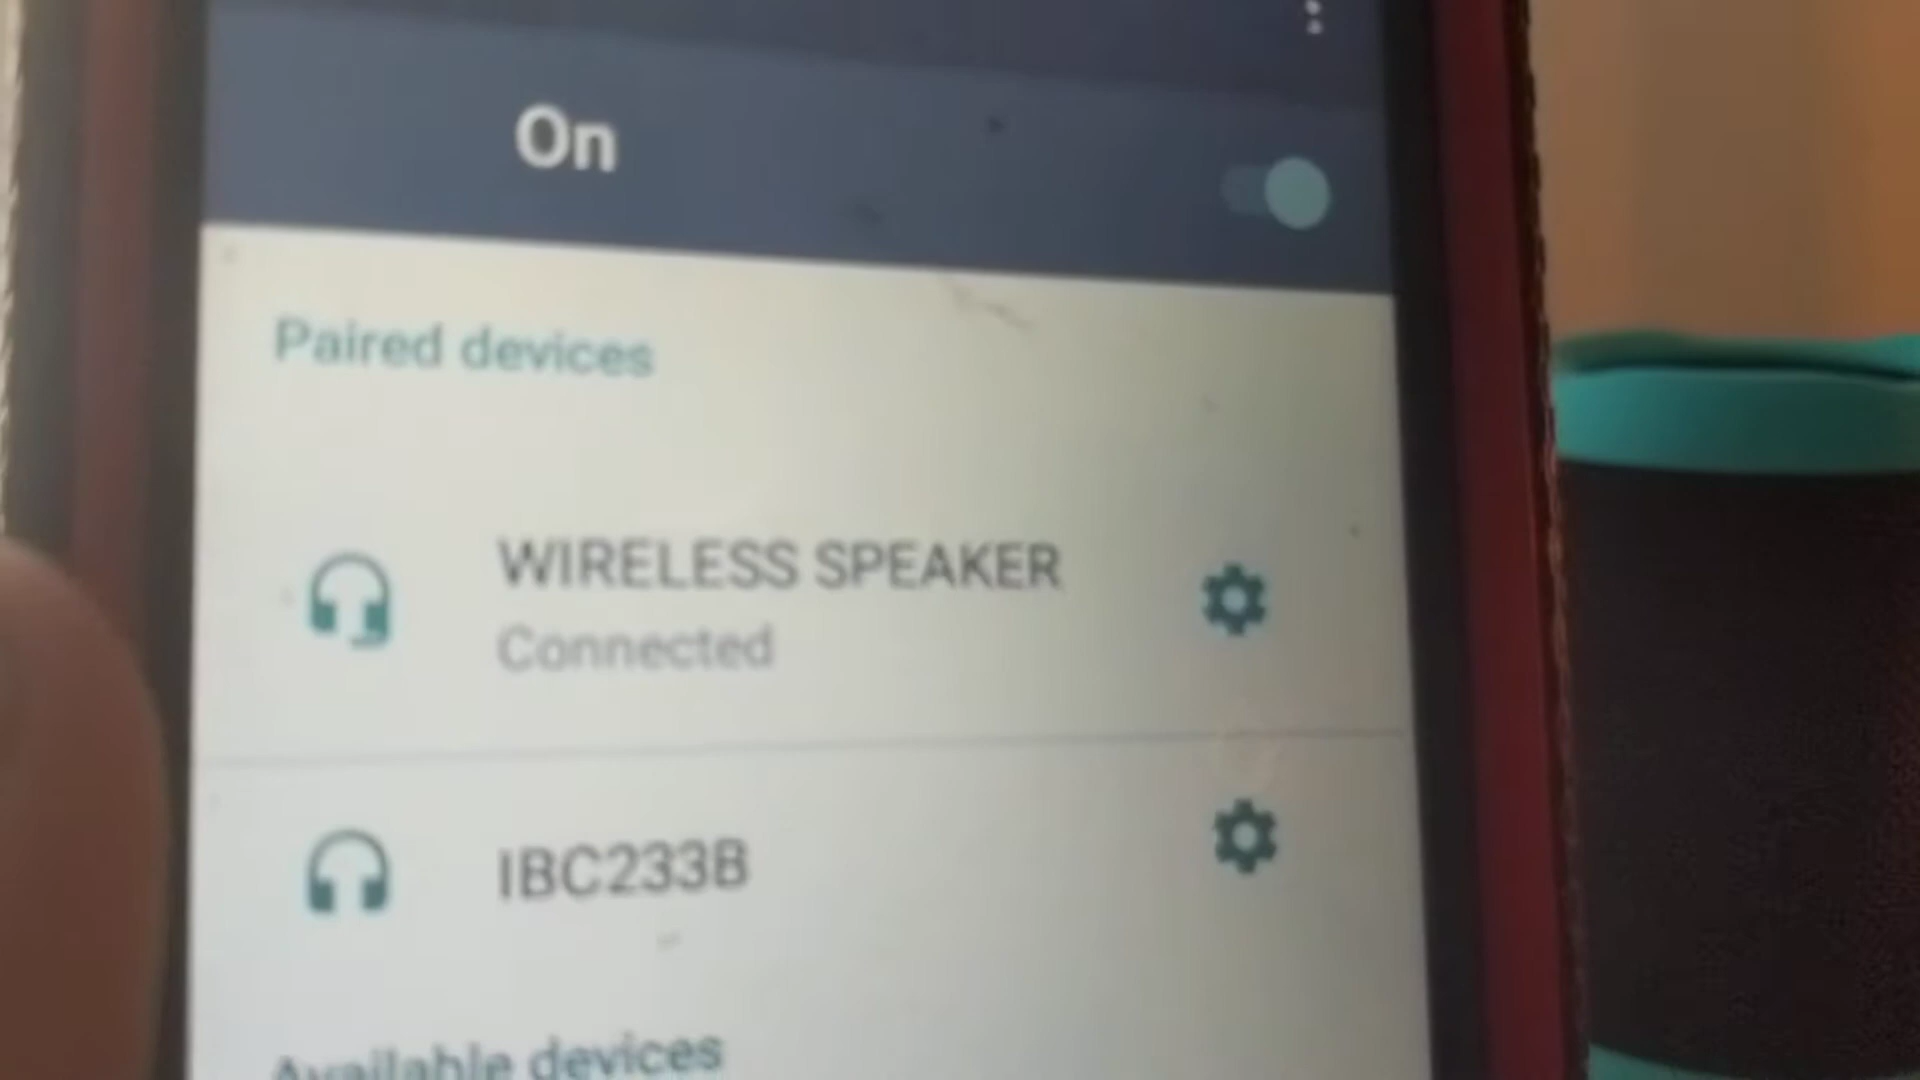 On
Paired devices
WIRELESS SPEAKER
Connected
IBC233B
Available devices